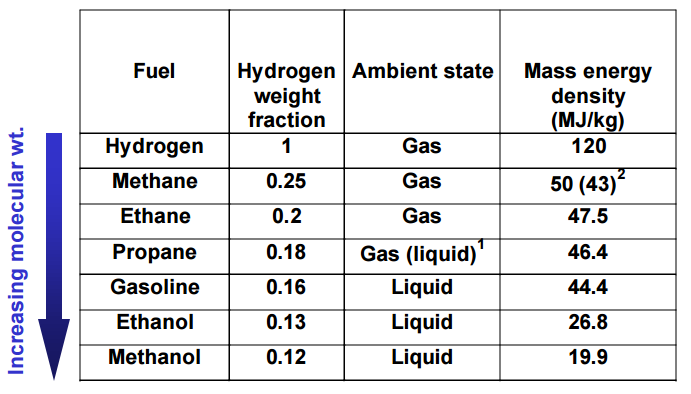 Increasing molecular wt.
Fuel
Hydrogen weight fraction
Ambient state
Mass energy density (MJ/kg)
Hydrogen 1 Gas 120
Methane 0.25 Gas 50 (43)2
Ethane 0.2 Gas 47.5
Propane 0.18 Gas (liquid)1 46.4
Gasoline 0.16 Liquid 44.4
Ethanol 0.13 Liquid 26.8
Methanol 0.12 Liquid 19.9